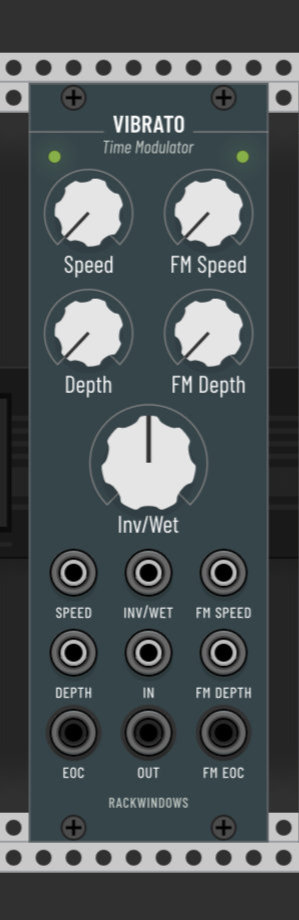 VIBRATO
Time Modulator
Speed FM Speed
Depth FM Depth
Inv/Wet
SPEED INV/WET FM SPEED
DEPTH IN FM DEPTH
EOC OUT FM EOC
RACKWINDOWS